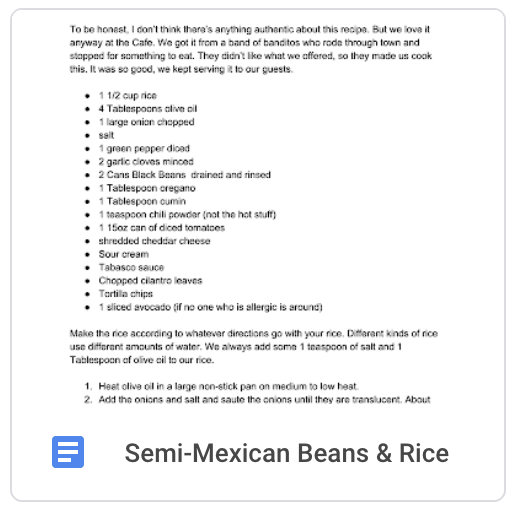 To be honest, I don't think there's anything authentic about this recipe. But we love it
anyway at the Cafe. We got it from a band of banditos who rode through town and
stopped for something to eat. They didn't like what we offered, so they made us cook
this. It was so good, we kept serving it to our guests.
• 1 1/2 cup rice
• 4 Tablespoons olive oil
• 1 large onion chopped
• salt
• 1 green pepper diced
• 2 garlic cloves minced
• 2 Cans Black Beans drained and rinsed
• 1 Tablespoon oregano
• 1 Tablespoon cumin
• 1 teaspoon chili powder (not the hot stuff)
• 1 15oz can of diced tomatoes
• shredded cheddar cheese
• Sour cream
• Tabasco sauce
• Chopped cilantro leaves
• Tortilla chips
• 1 sliced avocado (if no one who is allergic is around)
Make the rice according to whatever directions go with your rice. Different kinds of rice
use different amounts of water. We always add some 1 teaspoon of salt and 1
Tablespoon of olive oil to our rice.
1. Heat olive oil in a large non-stick pan on medium to low heat.
2. Add the onions and salt and saute the onions until they are translucent. About
Semi-Mexican Beans & Rice